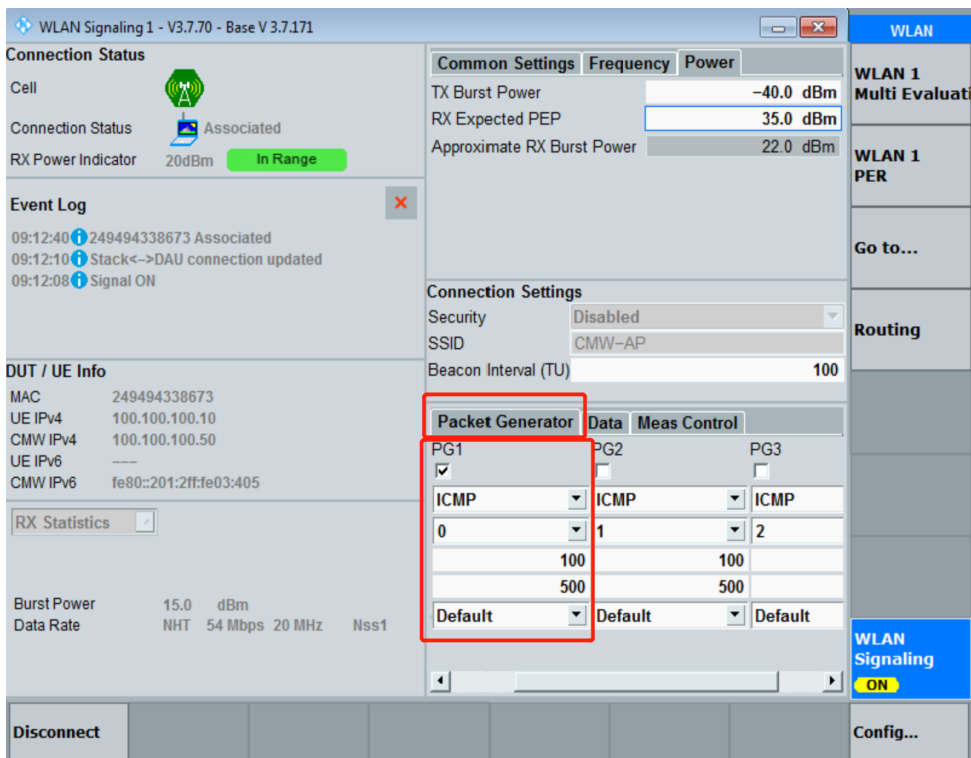 WLAN Signaling 1 - V3.7.70 - Base V 3.7.171
Connection Status
Cell
Connection Status Associated
RX Power Indicator 20dBm In Range
Event Log
09:12:40 249494338673 Associated
09:12:10 Stack<->DAU connection updated
09:12:08 Signal ON
DUT / UE Info
MAC 249494338673
UE IPv4 100.100.100.10
CMW IPv4 100.100.100.50
UE IPv6 ---
CMW IPv6 fe80::201:2ff:fe03:405
RX Statistics
Burst Power 15.0 dBm
Data Rate NHT 54 Mbps 20 MHz Nss1
Common Settings Frequency Power
TX Burst Power -40.0 dBm
RX Expected PEP 35.0 dBm
Approximate RX Burst Power 22.0 dBm
Connection Settings
Security Disabled
SSID CMW-AP
Beacon Interval (TU) 100
Packet Generator Data Meas Control
PG1 PG2 PG3
ICMP ICMP ICMP
0 1 2
100 100
500 500
Default Default Default
WLAN
WLAN 1
Multi Evaluati
WLAN 1
PER
Go to...
Routing
WLAN
Signaling
ON
Disconnect
Config...